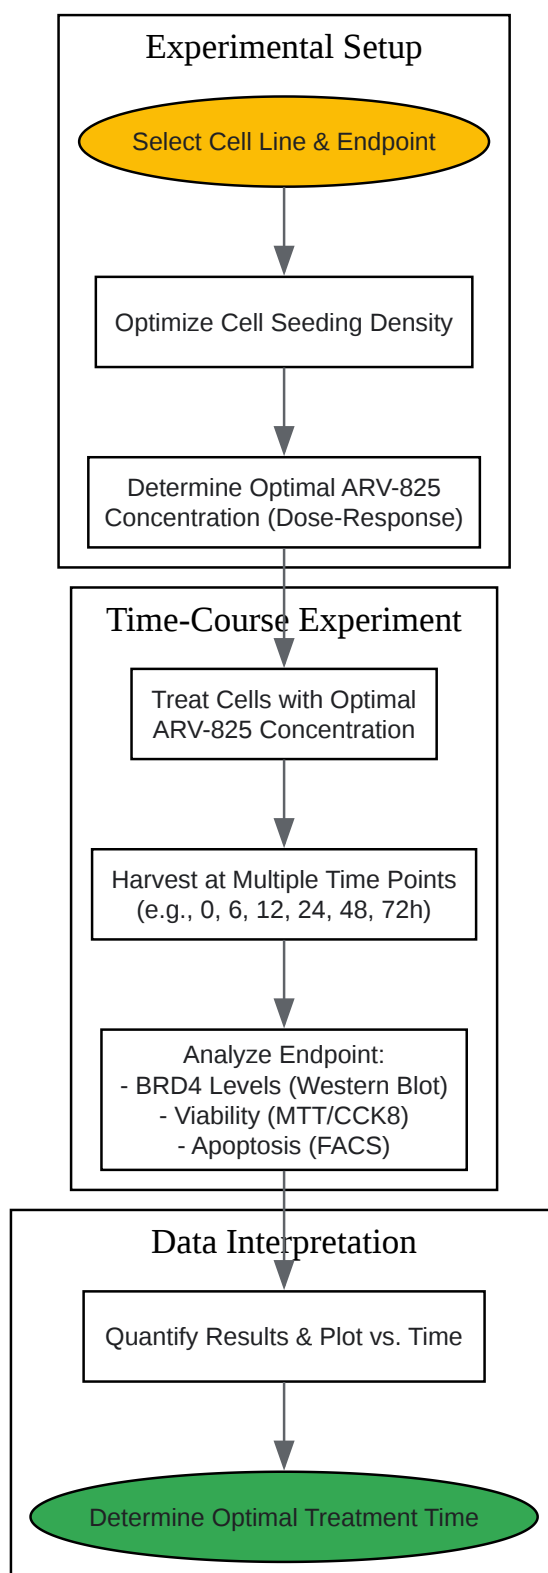 Experimental Setup
Select Cell Line & Endpoint
Optimize Cell Seeding Density
Determine Optimal ARV-825
Concentration (Dose-Response)
Time-Course Experiment
Treat Cells with Optimal
ARV-825 Concentration
Harvest at Multiple Time Points
(e.g., 0, 6, 12, 24, 48, 72h)
Analyze Endpoint:
- BRD4 Levels (Western Blot)
- Viability (MTT/CCK8)
- Apoptosis (FACS)
Data Interpretation
Quantify Results & Plot vs. Time
Determine Optimal Treatment Time